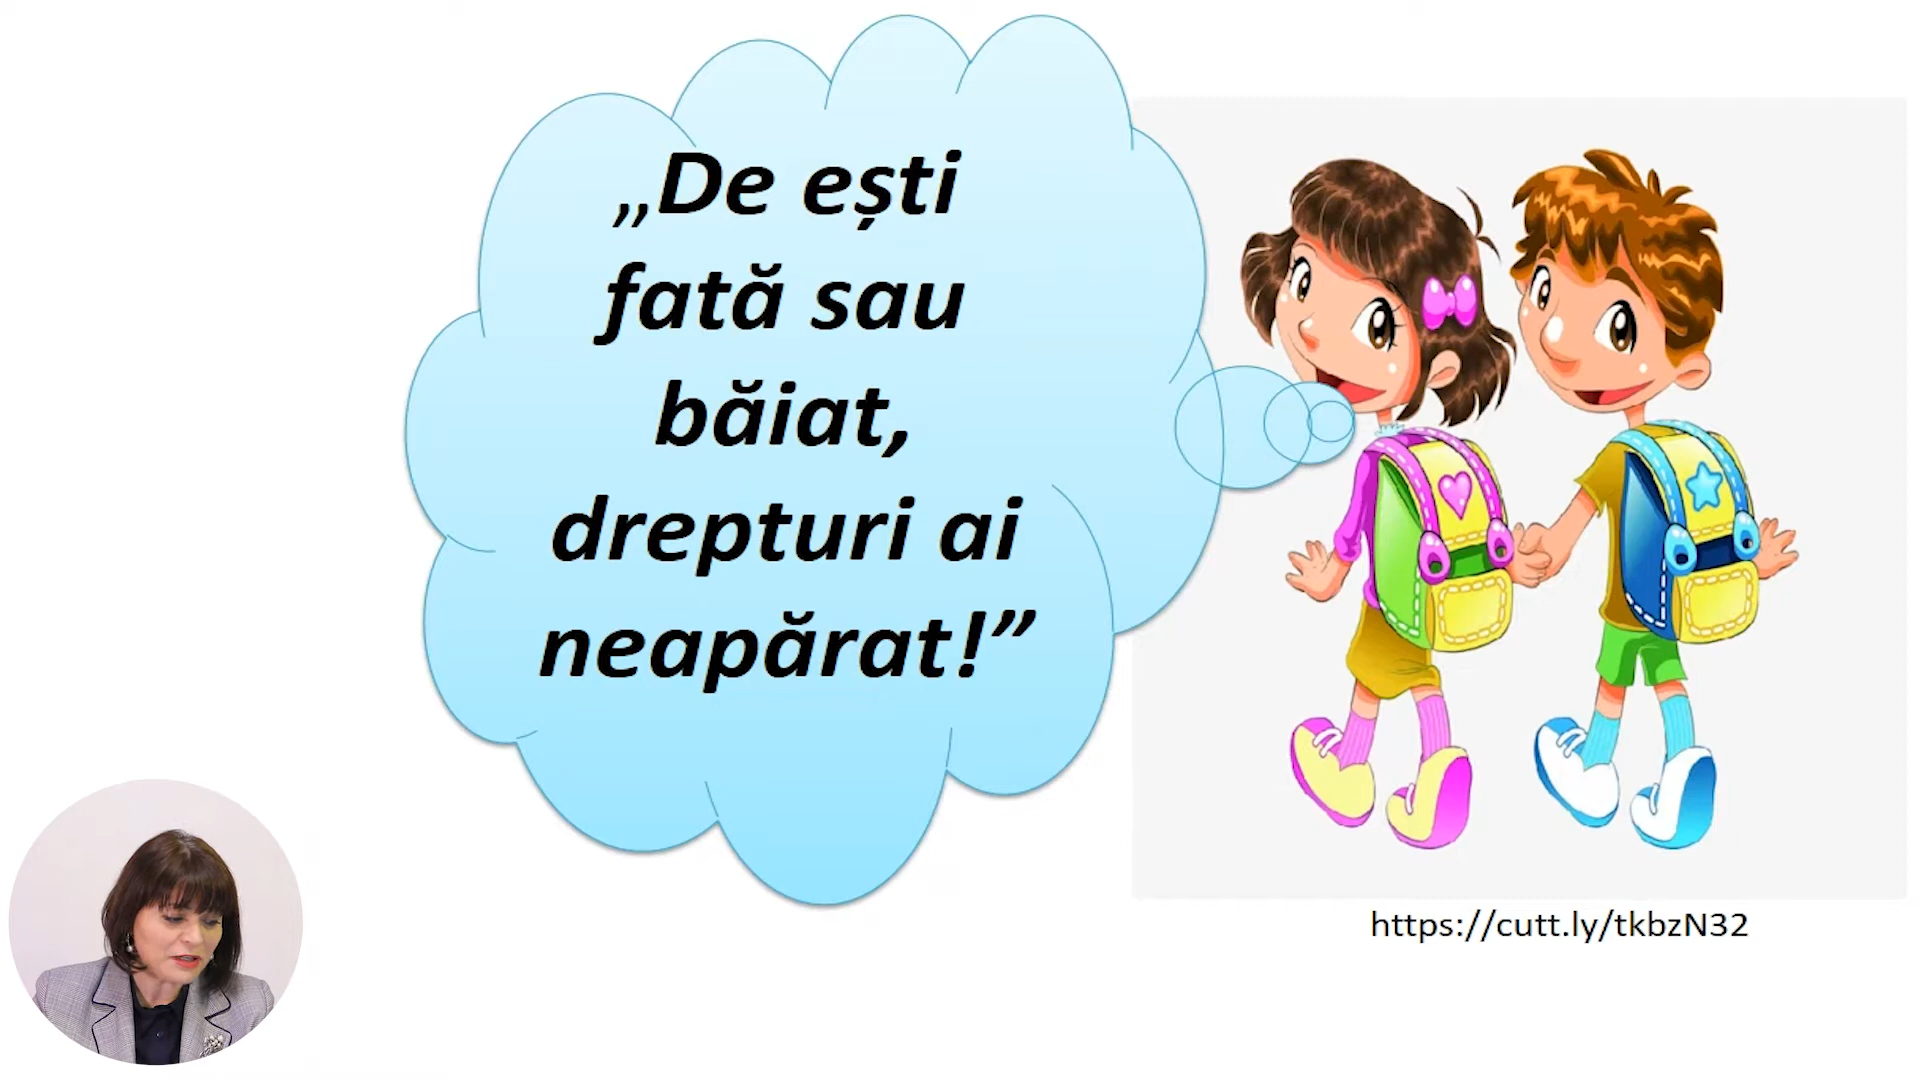 „De ești
fată sau
băiat,
drepturi ai
neapărat!”
https://cutt.ly/tkbzN32